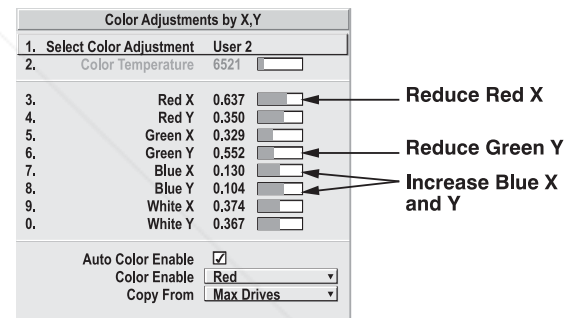 Color Adjustments by X,Y
1. Select Color Adjustment User 2
2. Color Temperature 6521
3. Red X 0.637
Reduce Red X
4. Red Y 0.350
5. Green X 0.329
6. Green Y 0.552
Reduce Green Y
7. Blue X 0.130
8. Blue Y 0.104
Increase Blue X
and Y
9. White X 0.374
0. White Y 0.367
Auto Color Enable
Color Enable Red
Copy From Max Drives